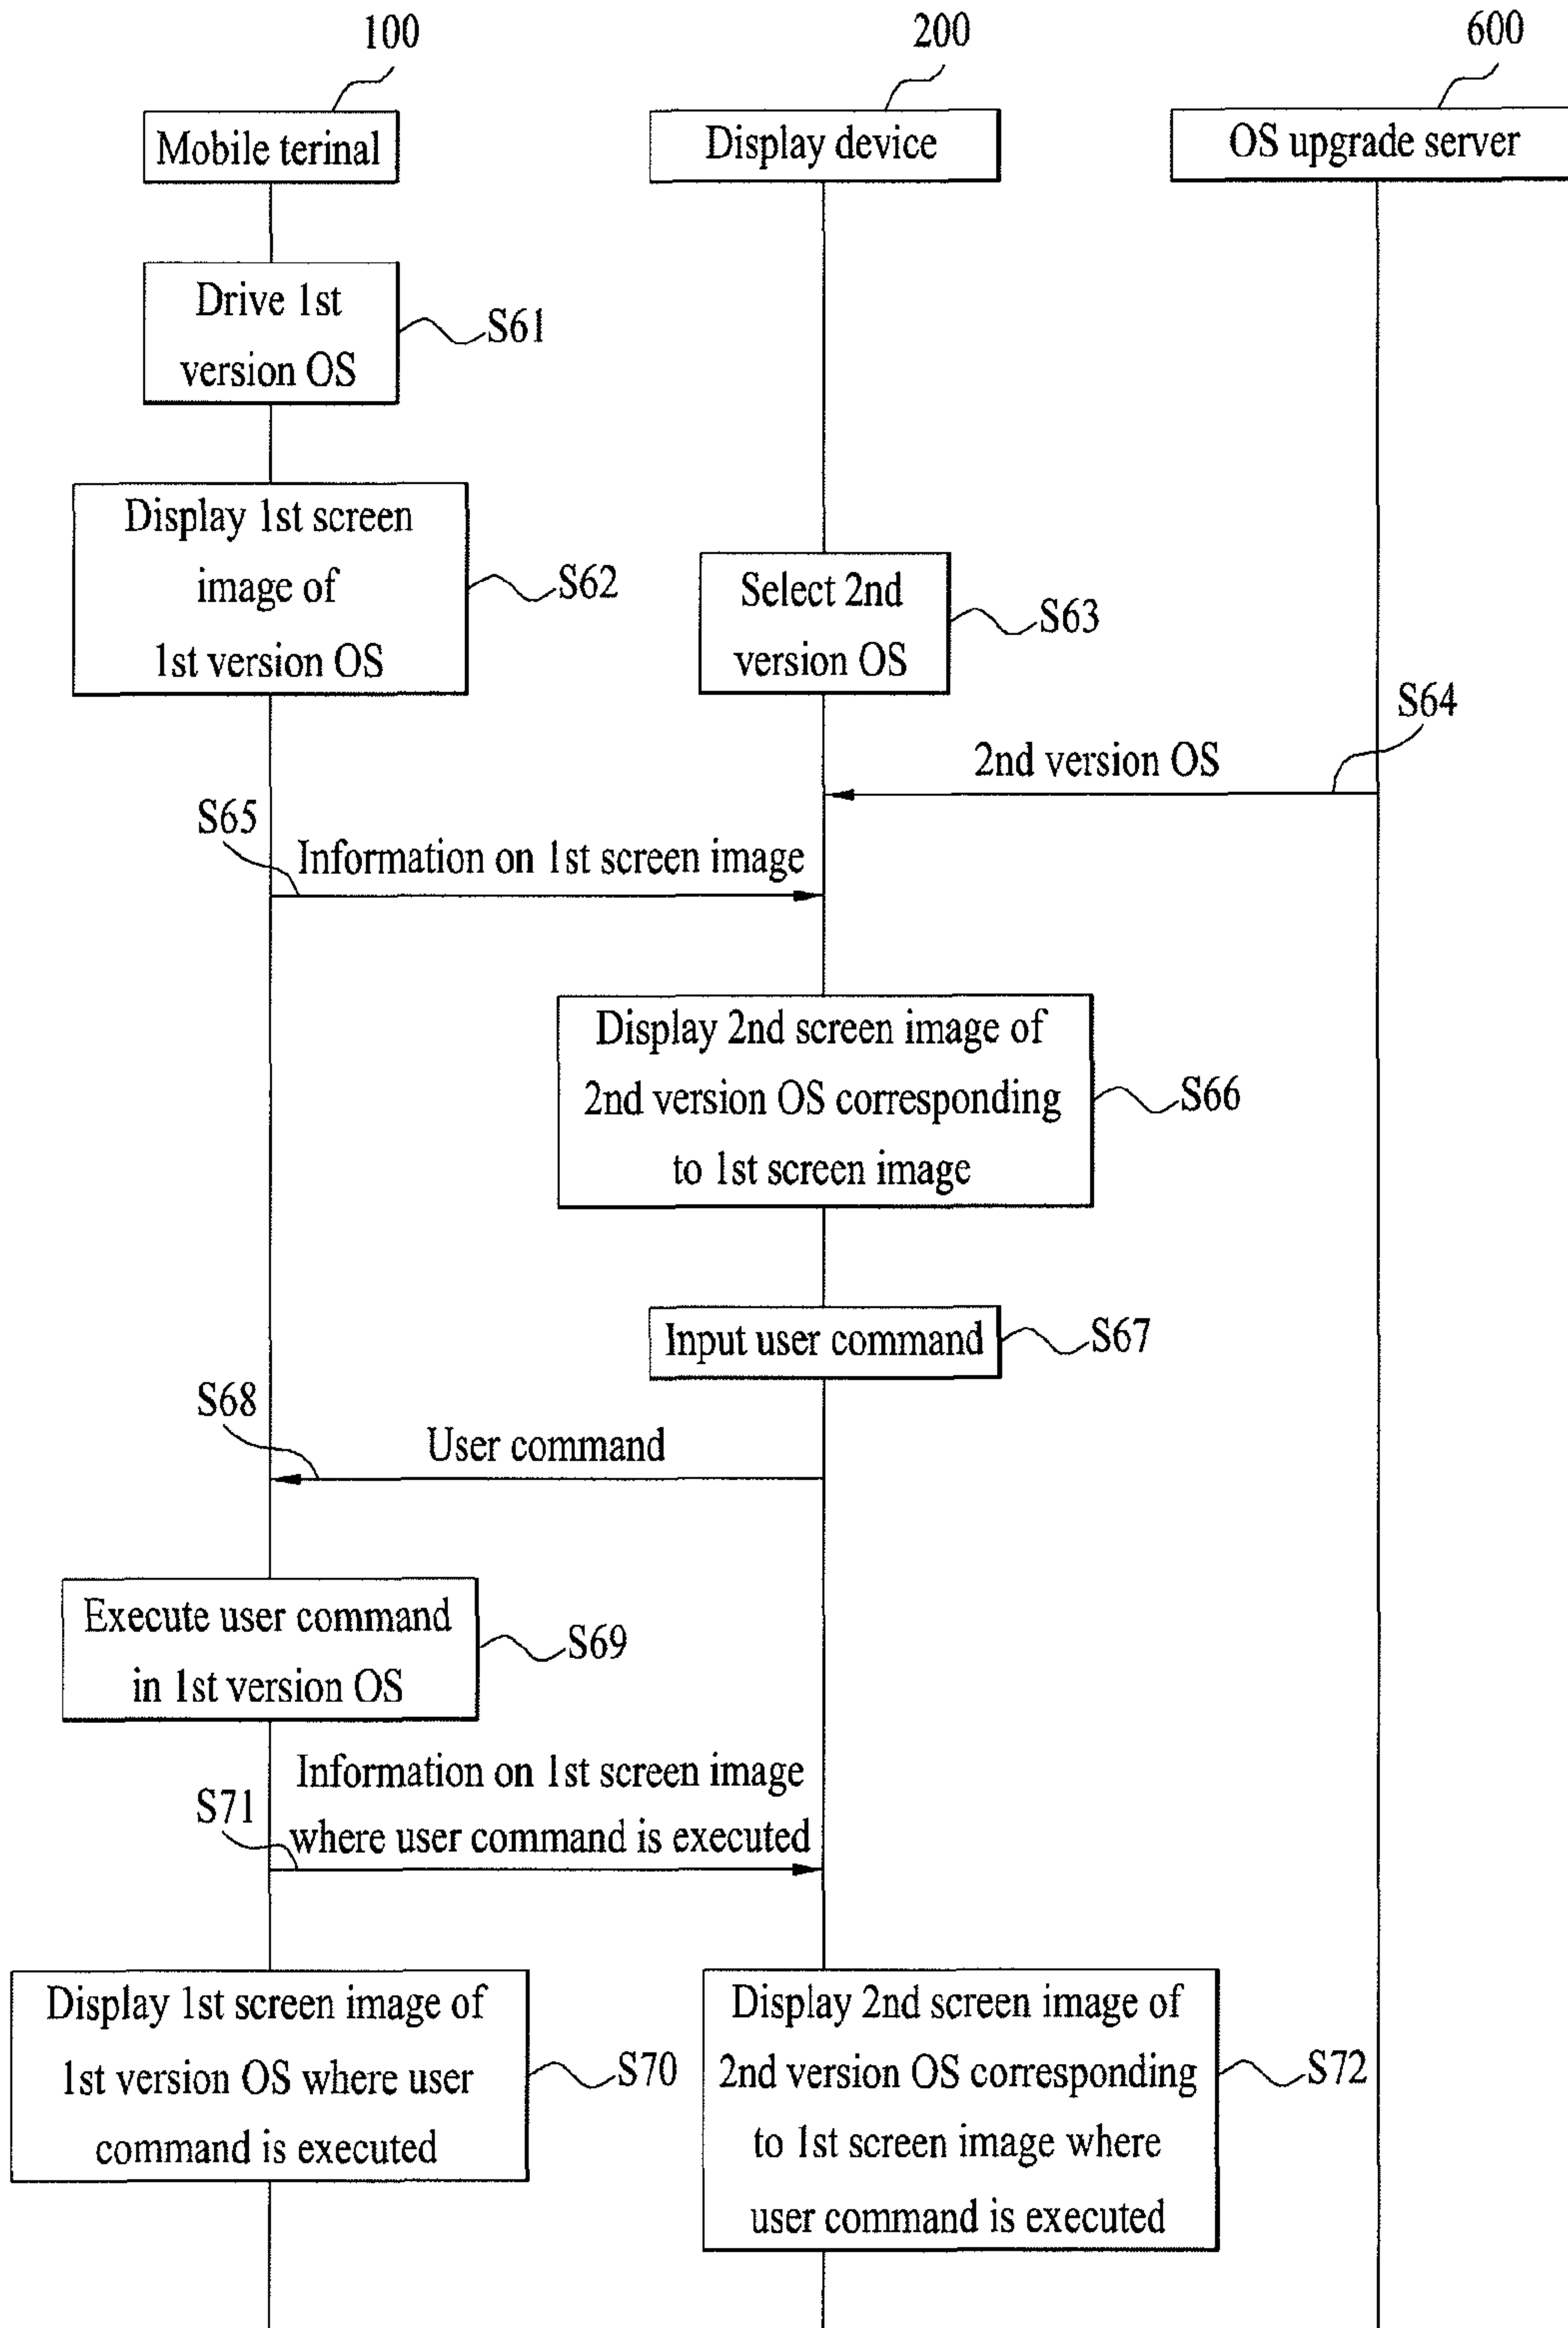 100
200
600
Mobile terinal
Display device
OS upgrade server
Drive 1st
version OS
S61
Display 1st screen
image of
1st version OS
S62
Select 2nd
version OS
S63
S64
2nd version OS
S65
Information on 1st screen image
Display 2nd screen image of
2nd version OS corresponding
to 1st screen image
S66
Input user command
S67
S68
User command
Execute user command
in 1st version OS
S69
Information on 1st screen image
where user command is executed
S71
Display 1st screen image of
1st version OS where user
command is executed
S70
Display 2nd screen image of
2nd version OS corresponding
to 1st screen image where
user command is executed
S72